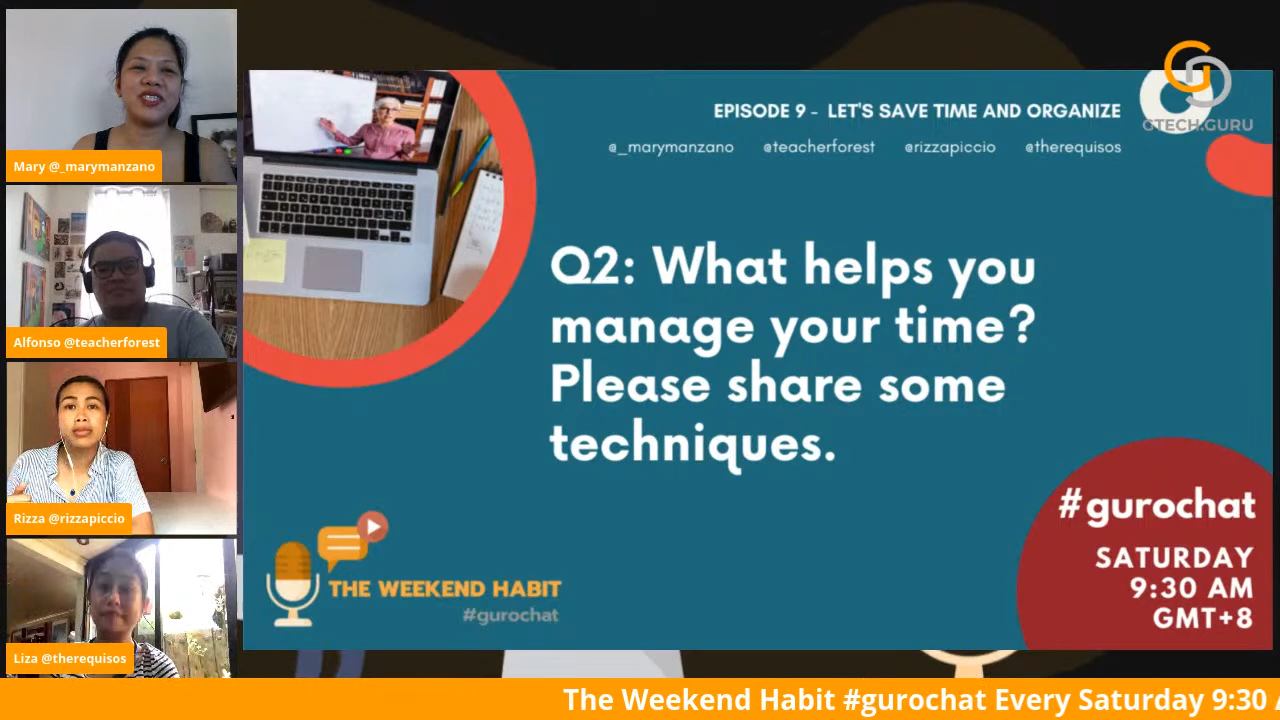 Mary @_marymanzano
Alfonso @teacherforest
Rizza @rizzapiccio
Liza @therequisos
GTECH.GURU
EPISODE 9 - LET'S SAVE TIME AND ORGANIZE
@_marymanzano @teacherforest @rizzapiccio @therequisos
Q2: What helps you
manage your time?
Please share some
techniques.
#gurochat
SATURDAY
9:30 AM
GMT+8
THE WEEKEND HABIT
#gurochat
The Weekend Habit #gurochat Every Saturday 9:30